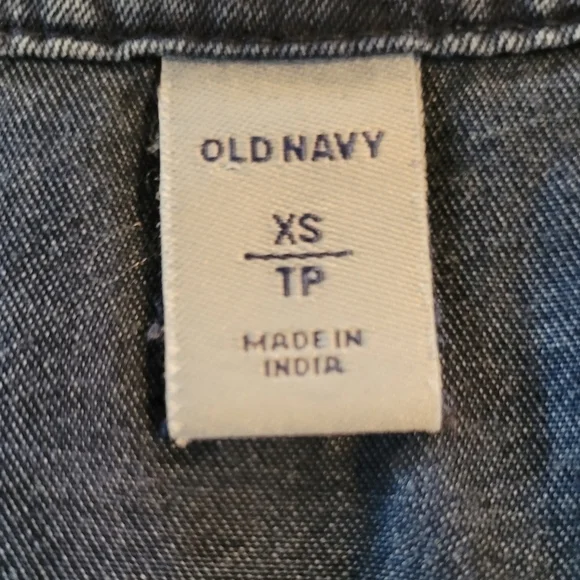 OLD NAVY
XS
TP
MADE IN
INDIA